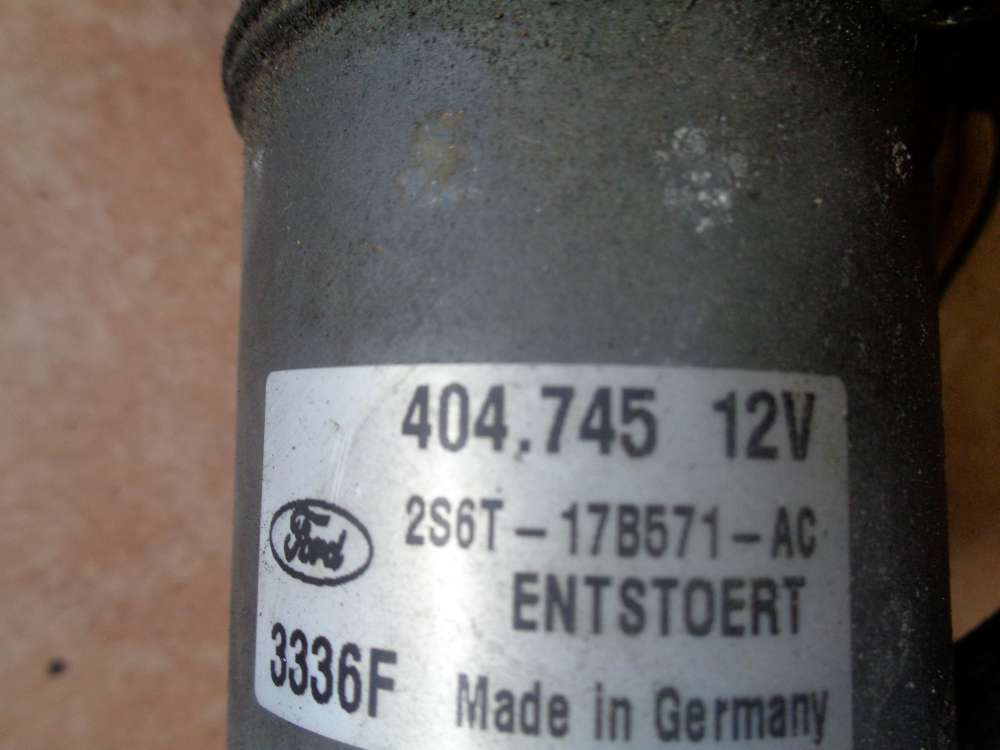 404.745 12V
Ford 2S6T-17B571-AC
ENTSTOERT
3336F Made in Germany